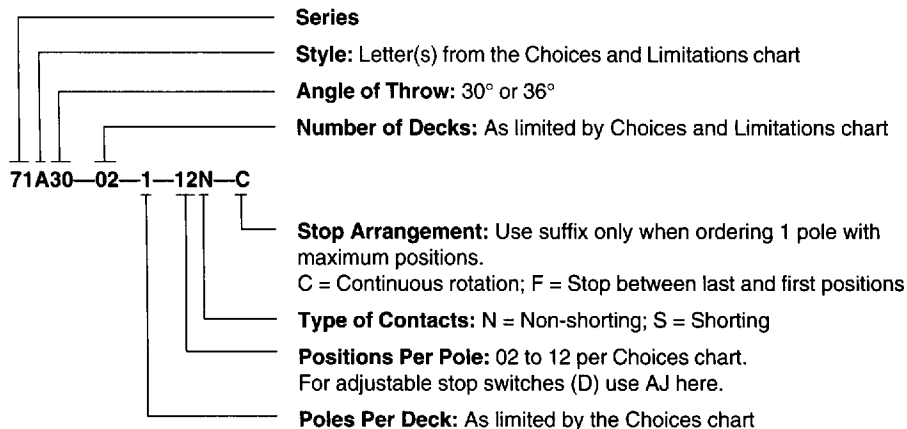 Series
Style: Letter(s) from the Choices and Limitations chart
Angle of Throw: 30° or 36°
Number of Decks: As limited by Choices and Limitations chart
71A30—02—1—12N—C
Stop Arrangement: Use suffix only when ordering 1 pole with
maximum positions.
C = Continuous rotation; F = Stop between last and first positions
Type of Contacts: N = Non-shorting; S = Shorting
Positions Per Pole: 02 to 12 per Choices chart.
For adjustable stop switches (D) use AJ here.
Poles Per Deck: As limited by the Choices chart